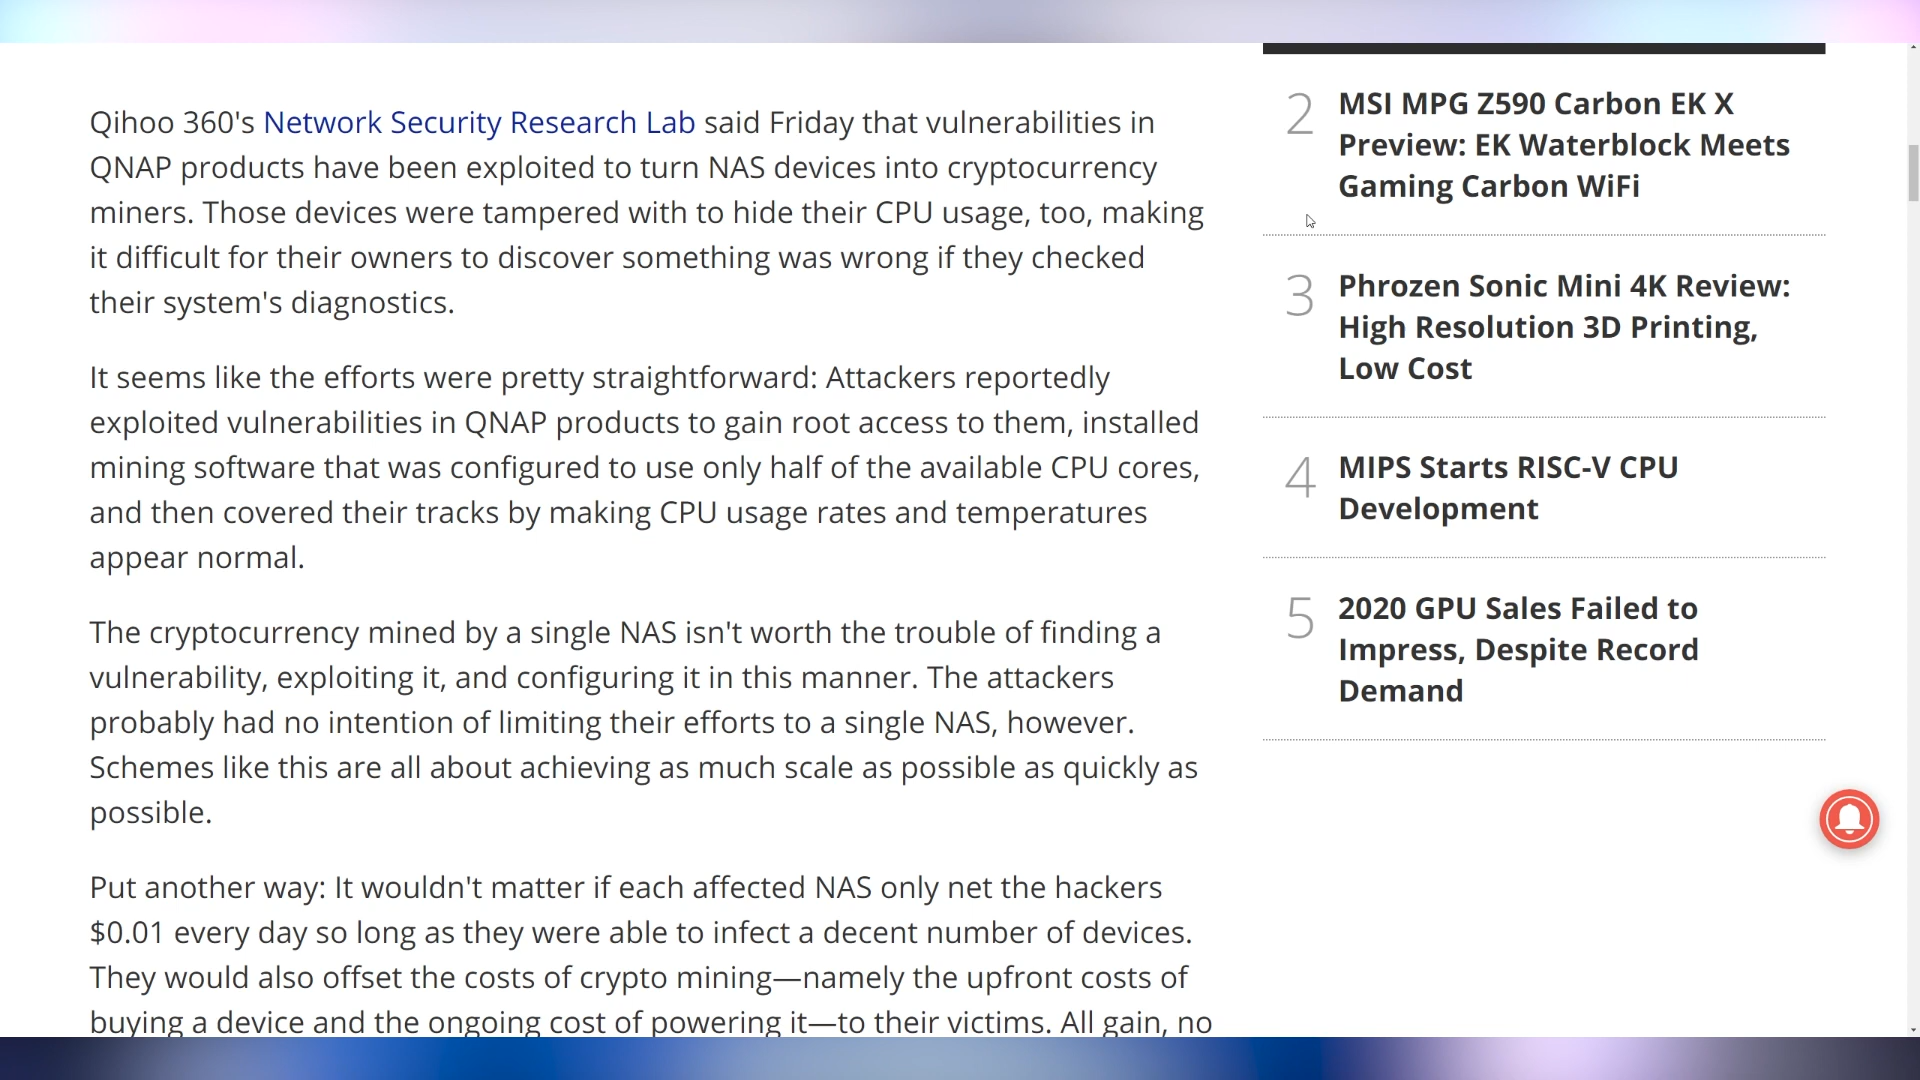 Qihoo 360's Network Security Research Lab said Friday that vulnerabilities in
QNAP products have been exploited to turn NAS devices into cryptocurrency
miners. Those devices were tampered with to hide their CPU usage, too, making
it difficult for their owners to discover something was wrong if they checked
their system's diagnostics.
It seems like the efforts were pretty straightforward: Attackers reportedly
exploited vulnerabilities in QNAP products to gain root access to them, installed
mining software that was configured to use only half of the available CPU cores,
and then covered their tracks by making CPU usage rates and temperatures
appear normal.
The cryptocurrency mined by a single NAS isn't worth the trouble of finding a
vulnerability, exploiting it, and configuring it in this manner. The attackers
probably had no intention of limiting their efforts to a single NAS, however.
Schemes like this are all about achieving as much scale as possible as quickly as
possible.
Put another way: It wouldn't matter if each affected NAS only net the hackers
$0.01 every day so long as they were able to infect a decent number of devices.
They would also offset the costs of crypto mining—namely the upfront costs of
buying a device and the ongoing cost of powering it—to their victims. All gain, no
2
MSI MPG Z590 Carbon EK X
Preview: EK Waterblock Meets
Gaming Carbon WiFi
3
Phrozen Sonic Mini 4K Review:
High Resolution 3D Printing,
Low Cost
4
MIPS Starts RISC-V CPU
Development
5
2020 GPU Sales Failed to
Impress, Despite Record
Demand